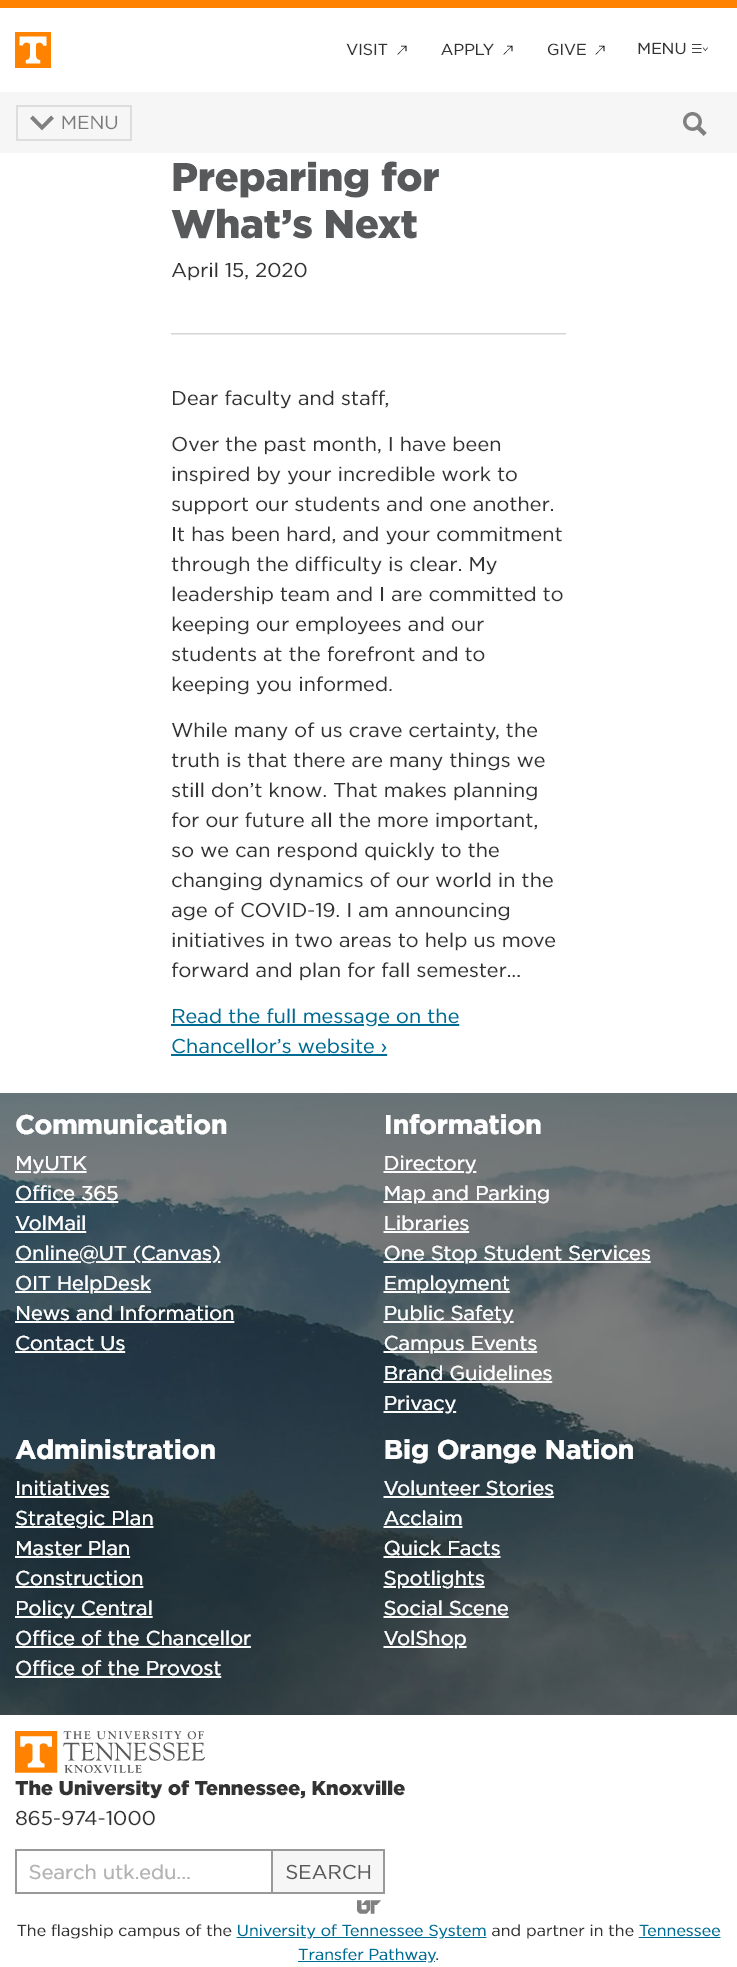 T
VISIT APPLY GIVE MENU
MENU
Preparing for
What’s Next
April 15, 2020
Dear faculty and staff,
Over the past month, I have been
inspired by your incredible work to
support our students and one another.
It has been hard, and your commitment
through the difficulty is clear. My
leadership team and I are committed to
keeping our employees and our
students at the forefront and to
keeping you informed.
While many of us crave certainty, the
truth is that there are many things we
still don’t know. That makes planning
for our future all the more important,
so we can respond quickly to the
changing dynamics of our world in the
age of COVID-19. I am announcing
initiatives in two areas to help us move
forward and plan for fall semester…
Read the full message on the
Chancellor’s website ›
Communication
MyUTK
Office 365
VolMail
Online@UT (Canvas)
OIT HelpDesk
News and Information
Contact Us
Information
Directory
Map and Parking
Libraries
One Stop Student Services
Employment
Public Safety
Campus Events
Brand Guidelines
Privacy
Administration
Initiatives
Strategic Plan
Master Plan
Construction
Policy Central
Office of the Chancellor
Office of the Provost
Big Orange Nation
Volunteer Stories
Acclaim
Quick Facts
Spotlights
Social Scene
VolShop
T
THE UNIVERSITY OF
TENNESSEE
KNOXVILLE
The University of Tennessee, Knoxville
865-974-1000
Search utk.edu... SEARCH
UT
The flagship campus of the University of Tennessee System and partner in the Tennessee
Transfer Pathway.